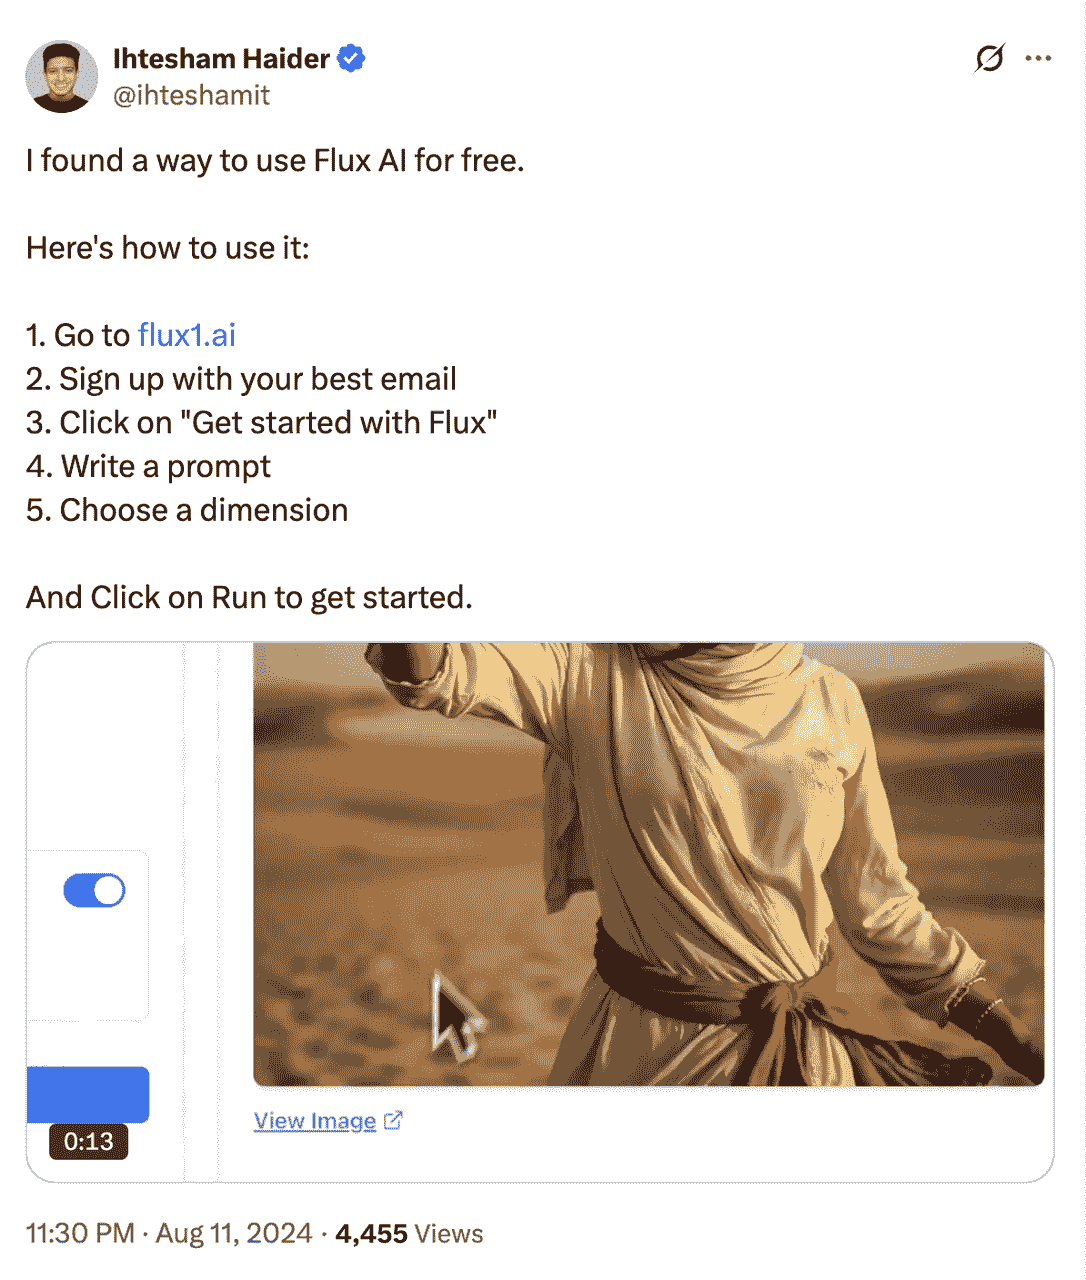 Ihtesham Haider
@ihteshamit
I found a way to use Flux AI for free.
Here's how to use it:
1. Go to flux1.ai
2. Sign up with your best email
3. Click on "Get started with Flux"
4. Write a prompt
5. Choose a dimension
And Click on Run to get started.
View Image
0:13
11:30 PM · Aug 11, 2024 · 4,455 Views